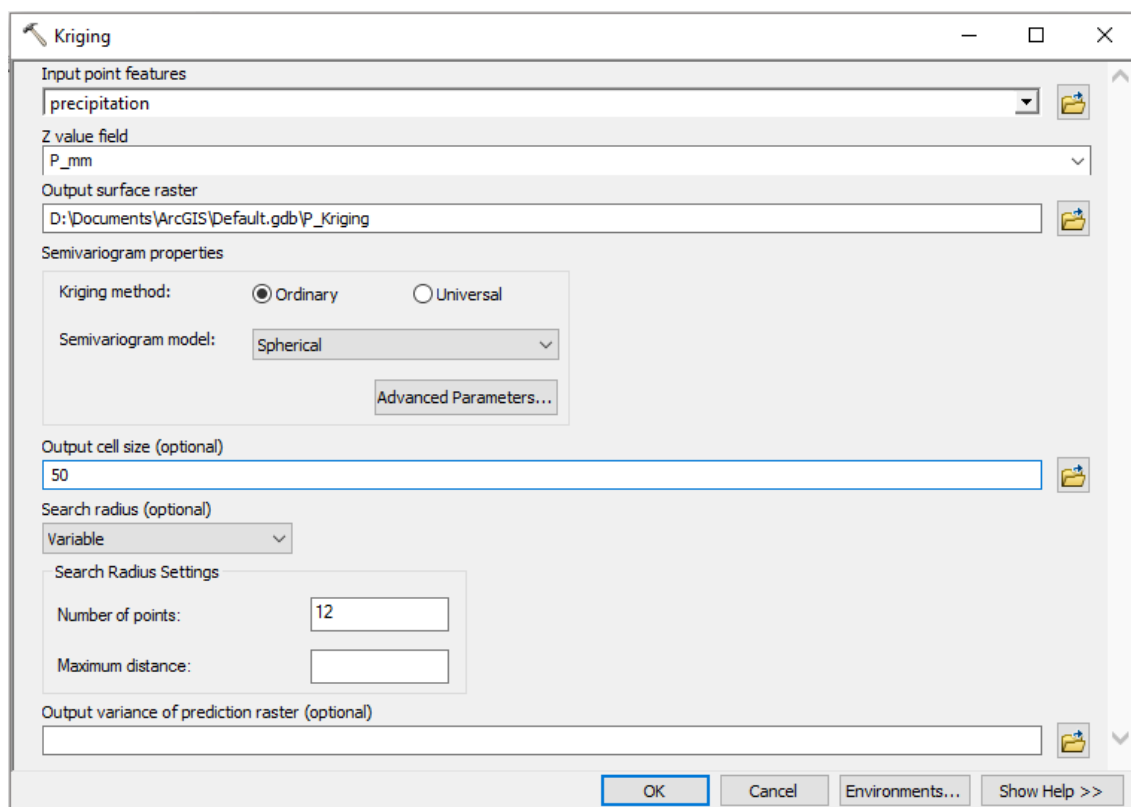 Kriging
Input point features
precipitation
Z value field
P_mm
Output surface raster
D:\Documents\ArcGIS\Default.gdb\P_Kriging
Semivariogram properties
Kriging method: Ordinary Universal
Semivariogram model: Spherical
Advanced Parameters...
Output cell size (optional)
50
Search radius (optional)
Variable
Search Radius Settings
Number of points: 12
Maximum distance:
Output variance of prediction raster (optional)
OK Cancel Environments... Show Help >>